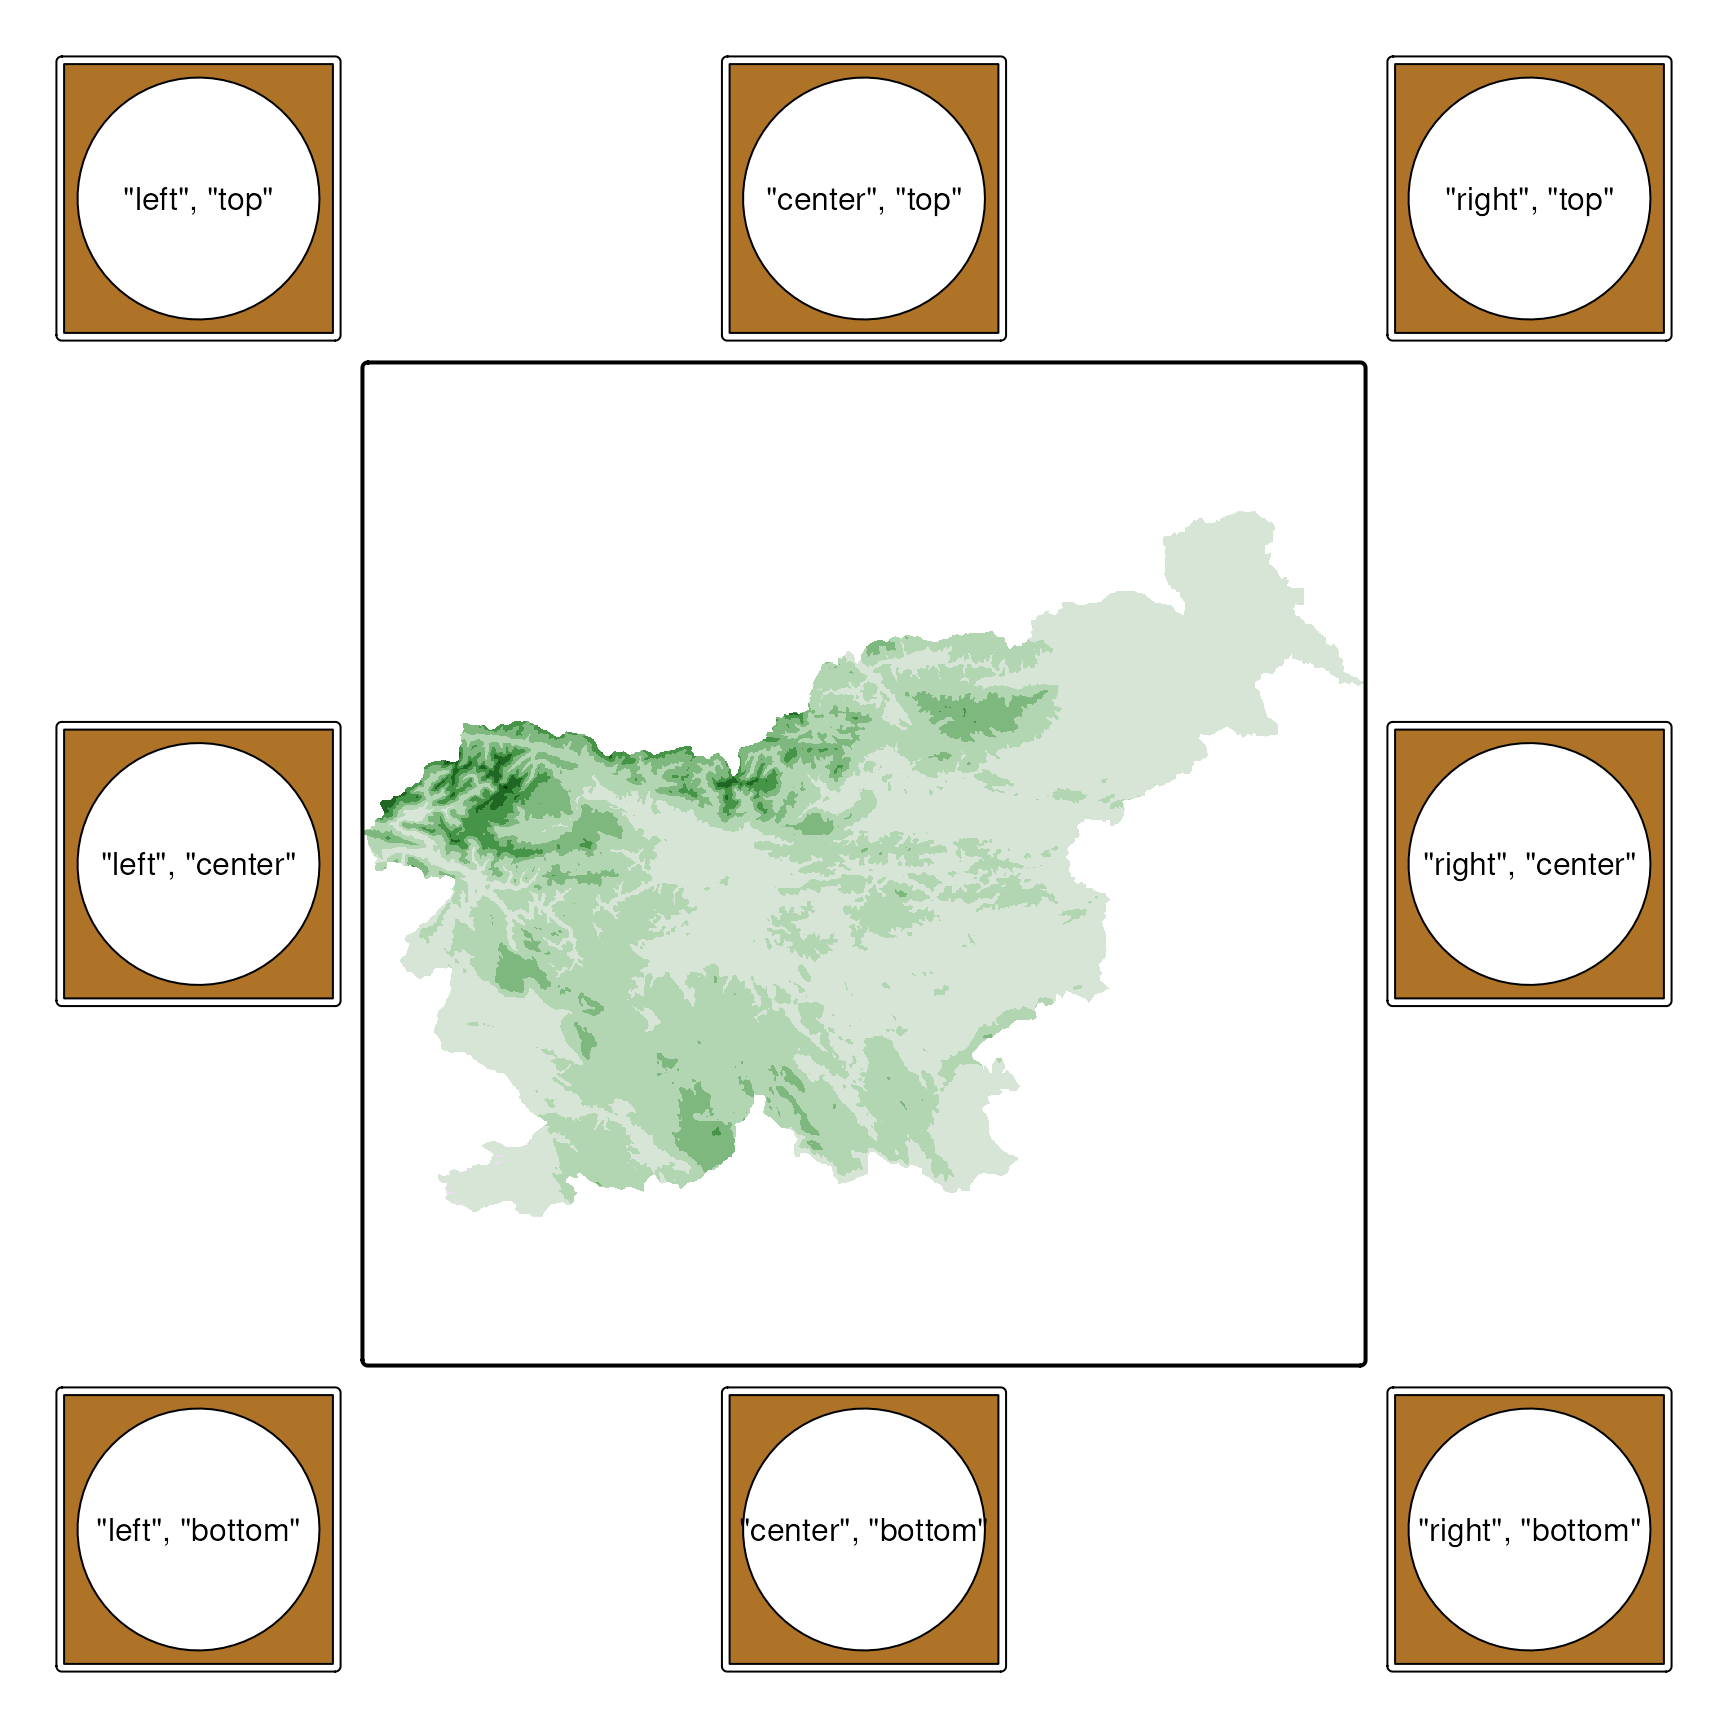 "left", "top"
"center", "top"
"right", "top"
"left", "center"
"right", "center"
"left", "bottom"
"center", "bottom"
"right", "bottom"